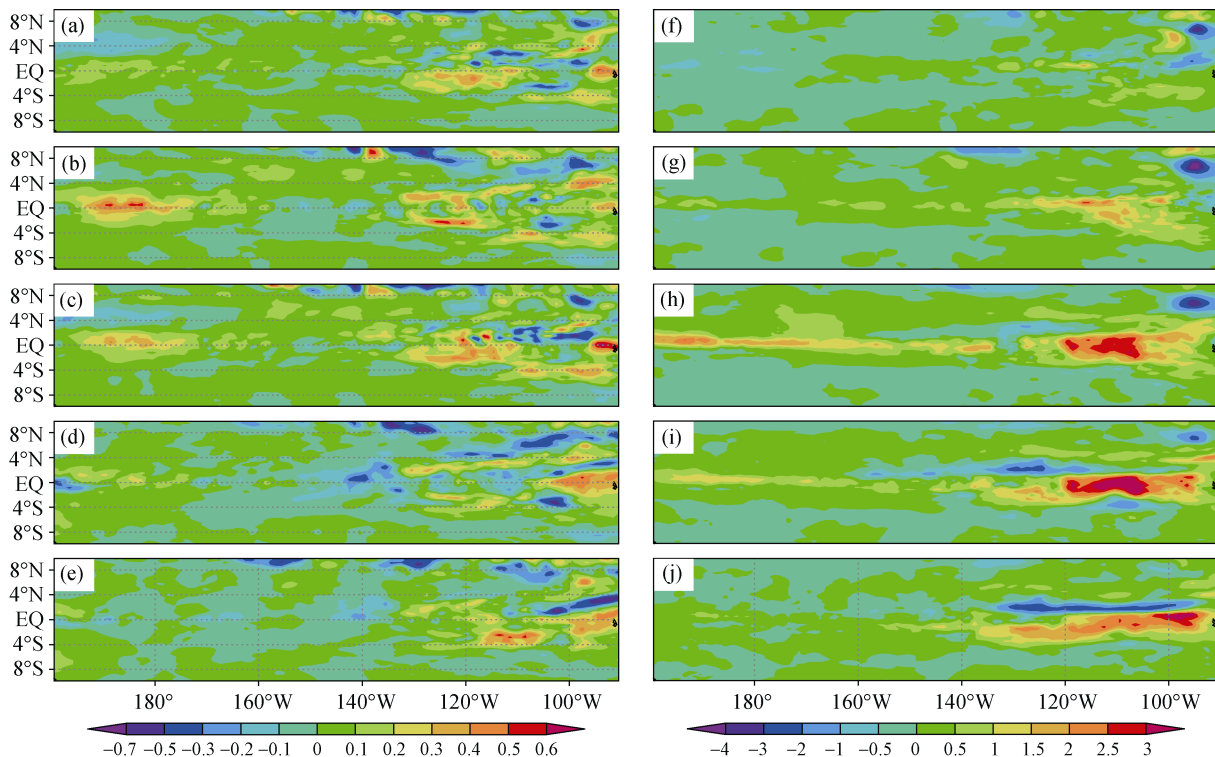 (a)
8°N
4°N
EQ
4°S
8°S
(b)
8°N
4°N
EQ
4°S
8°S
(c)
8°N
4°N
EQ
4°S
8°S
(d)
8°N
4°N
EQ
4°S
8°S
(e)
8°N
4°N
EQ
4°S
8°S
180° 160°W 140°W 120°W 100°W
−0.7 −0.5 −0.3 −0.2 −0.1 0 0.2 0.3 0.4 0.5 0.6
(f)
(g)
(h)
(i)
(j)
180° 160°W 140°W 120°W 100°W
−4 −3 −2 −1 −0.5 0 0.5 1 1.5 2 2.5 3